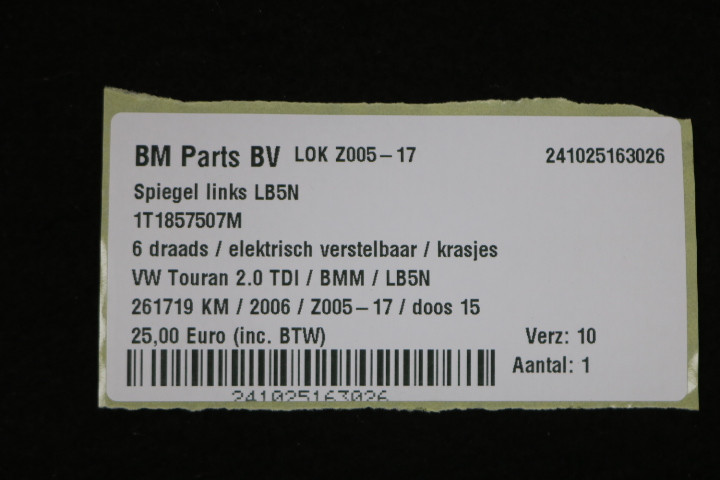 BM Parts BV LOK Z005-17 241025163026
Spiegel links LB5N
1T1857507M
6 draads / elektrisch verstelbaar / krasjes
VW Touran 2.0 TDI / BMM / LB5N
261719 KM / 2006 / Z005-17 / doos 15
25,00 Euro (inc. BTW) Verz: 10
Aantal: 1
241025163026